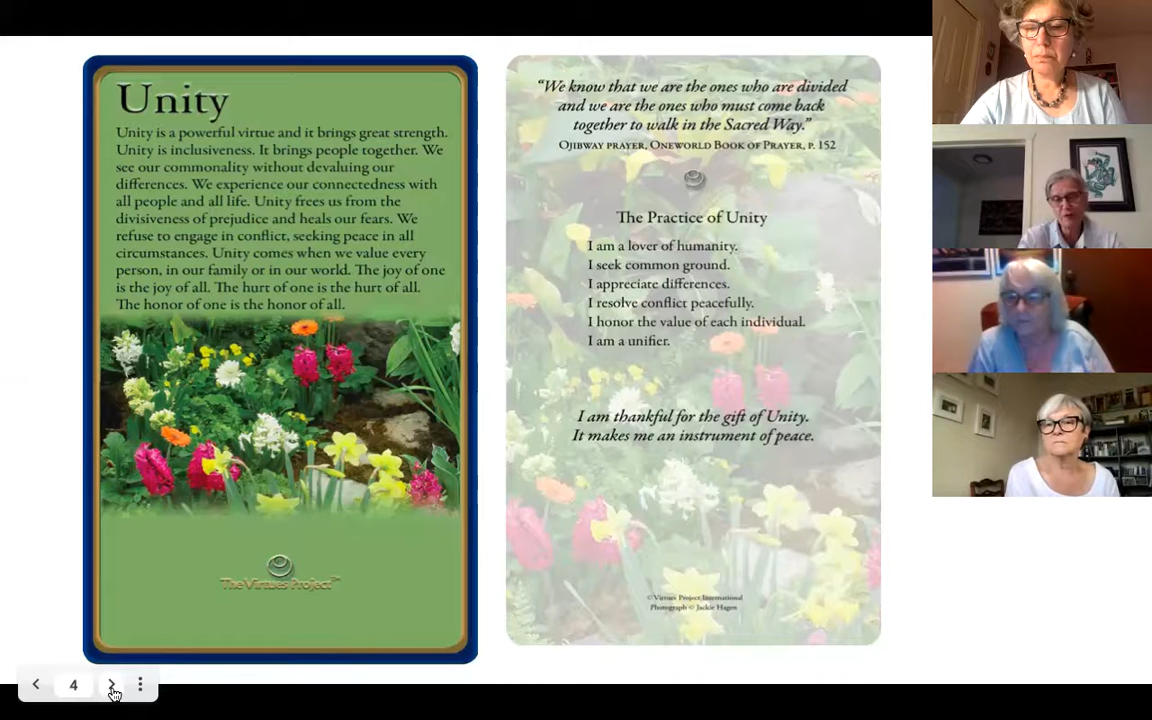 Unity
Unity is a powerful virtue and it brings great strength.
Unity is inclusiveness. It brings people together. We
see our commonality without devaluing our
differences. We experience our connectedness with
all people and all life. Unity frees us from the
divisiveness of prejudice and heals our fears. We
refuse to engage in conflict, seeking peace in all
circumstances. Unity comes when we value every
person, in our family or in our world. The joy of one
is the joy of all. The hurt of one is the hurt of all.
The honor of one is the honor of all.
The Virtues Project™
“We know that we are the ones who are divided
and we are the ones who must come back
together to walk in the Sacred Way.”
Ojibway prayer, Oneworld Book of Prayer, p. 152
The Practice of Unity
I am a lover of humanity.
I seek common ground.
I appreciate differences.
I resolve conflict peacefully.
I honor the value of each individual.
I am a unifier.
I am thankful for the gift of Unity.
It makes me an instrument of peace.
© Virtues Project International
Photograph © Jackie Hagen
4